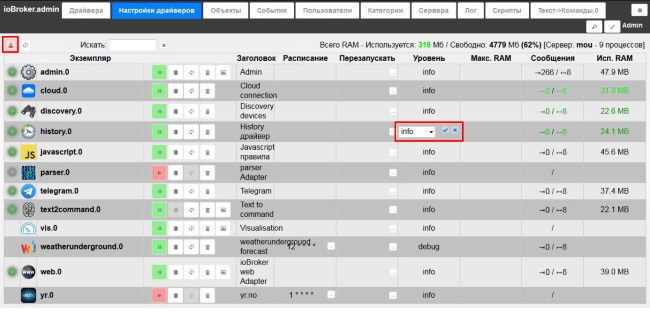 ioBroker.admin Драйвера Настройки драйверов Объекты События Пользователи Категории Сервера Лог Скрипты Текст->Команды.0
Admin
Искать: Всего RAM - Используется: 316 Мб / Свободно: 4779 Мб (62%) [Сервер: mou - 9 процессов]
Экземпляр Заголовок Расписание Перезапускать Уровень Макс. RAM Сообщения Исп. RAM
admin.0 Admin ... info ⇥266 / ↦8 47.9 MB
cloud.0 Cloud connection ... info ⇥0 / ↦8 31.0 MB
discovery.0 Discovery devices ... info ⇥0 / ↦8 22.6 MB
history.0 History драйвер ... info ⇥0 / ↦8 24.1 MB
JS javascript.0 Javascript правила ... info ⇥0 / ↦8 45.6 MB
parser.0 parser Adapter ... info /
telegram.0 Telegram ... info ⇥0 / ↦8 37.4 MB
text2command.0 Text to command ... info ⇥0 / ↦8 22.1 MB
vis.0 Visualisation ... info /
weatherunderground.0 weatherunderground forecast 12 * * ... ... debug ⇥0 / ↦8
www web.0 ioBroker web Adapter ... info ⇥0 / ↦8 39.0 MB
yr.0 yr.no 1 * * * * ... ... info /